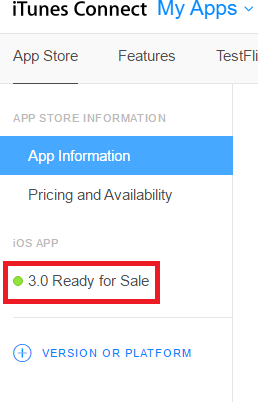 iTunes Connect My Apps
App Store Features TestFli
APP STORE INFORMATION
App Information
Pricing and Availability
iOS APP
3.0 Ready for Sale
VERSION OR PLATFORM